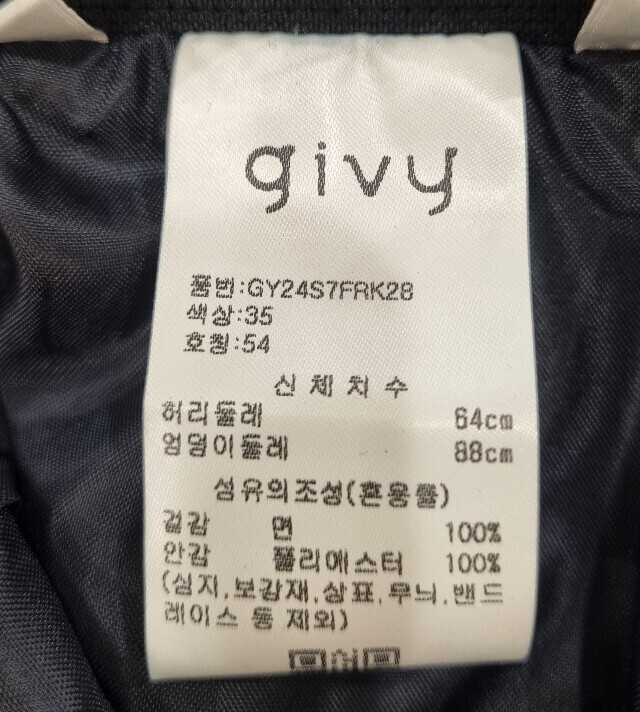 givy
품번:GY24S7FRK28
색상:35
호칭:54
신체치수
허리둘레 64cm
엉덩이둘레 88cm
섬유의조성(혼용률)
겉감 면 100%
안감 폴리에스터 100%
(심지,보강재,상표,무늬,밴드
레이스 등 제외)